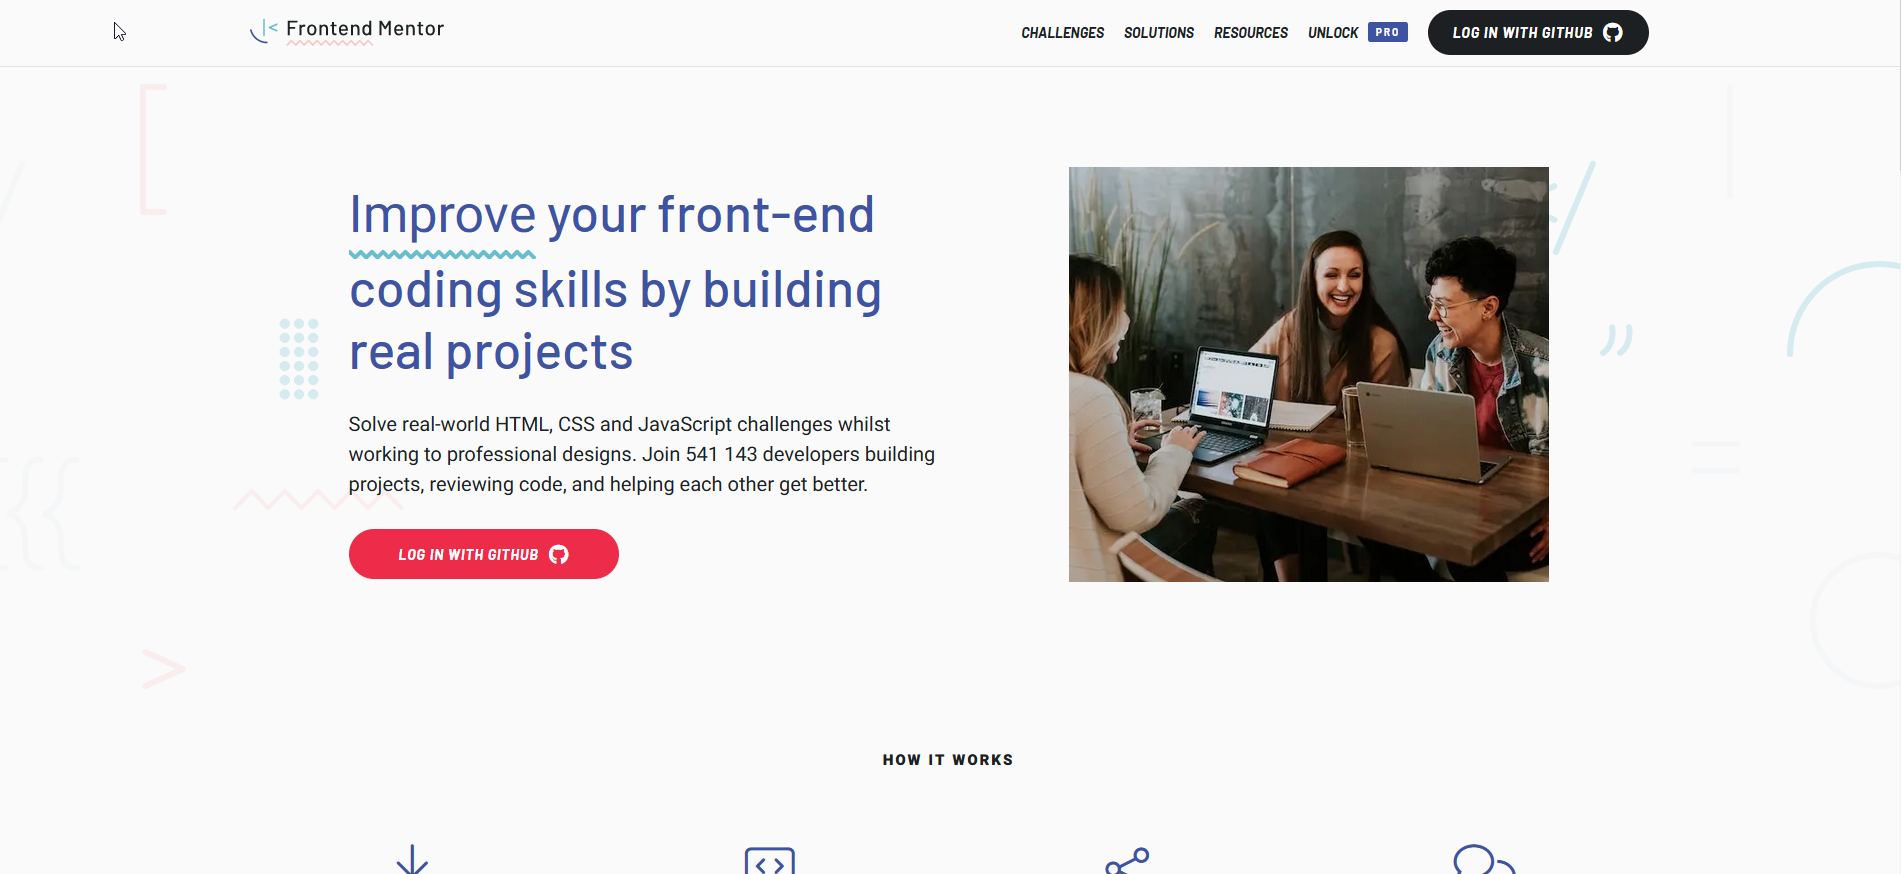 Frontend Mentor
CHALLENGES SOLUTIONS RESOURCES UNLOCK PRO LOG IN WITH GITHUB
Improve your front-end
coding skills by building
real projects
Solve real-world HTML, CSS and JavaScript challenges whilst
working to professional designs. Join 541 143 developers building
projects, reviewing code, and helping each other get better.
LOG IN WITH GITHUB
HOW IT WORKS